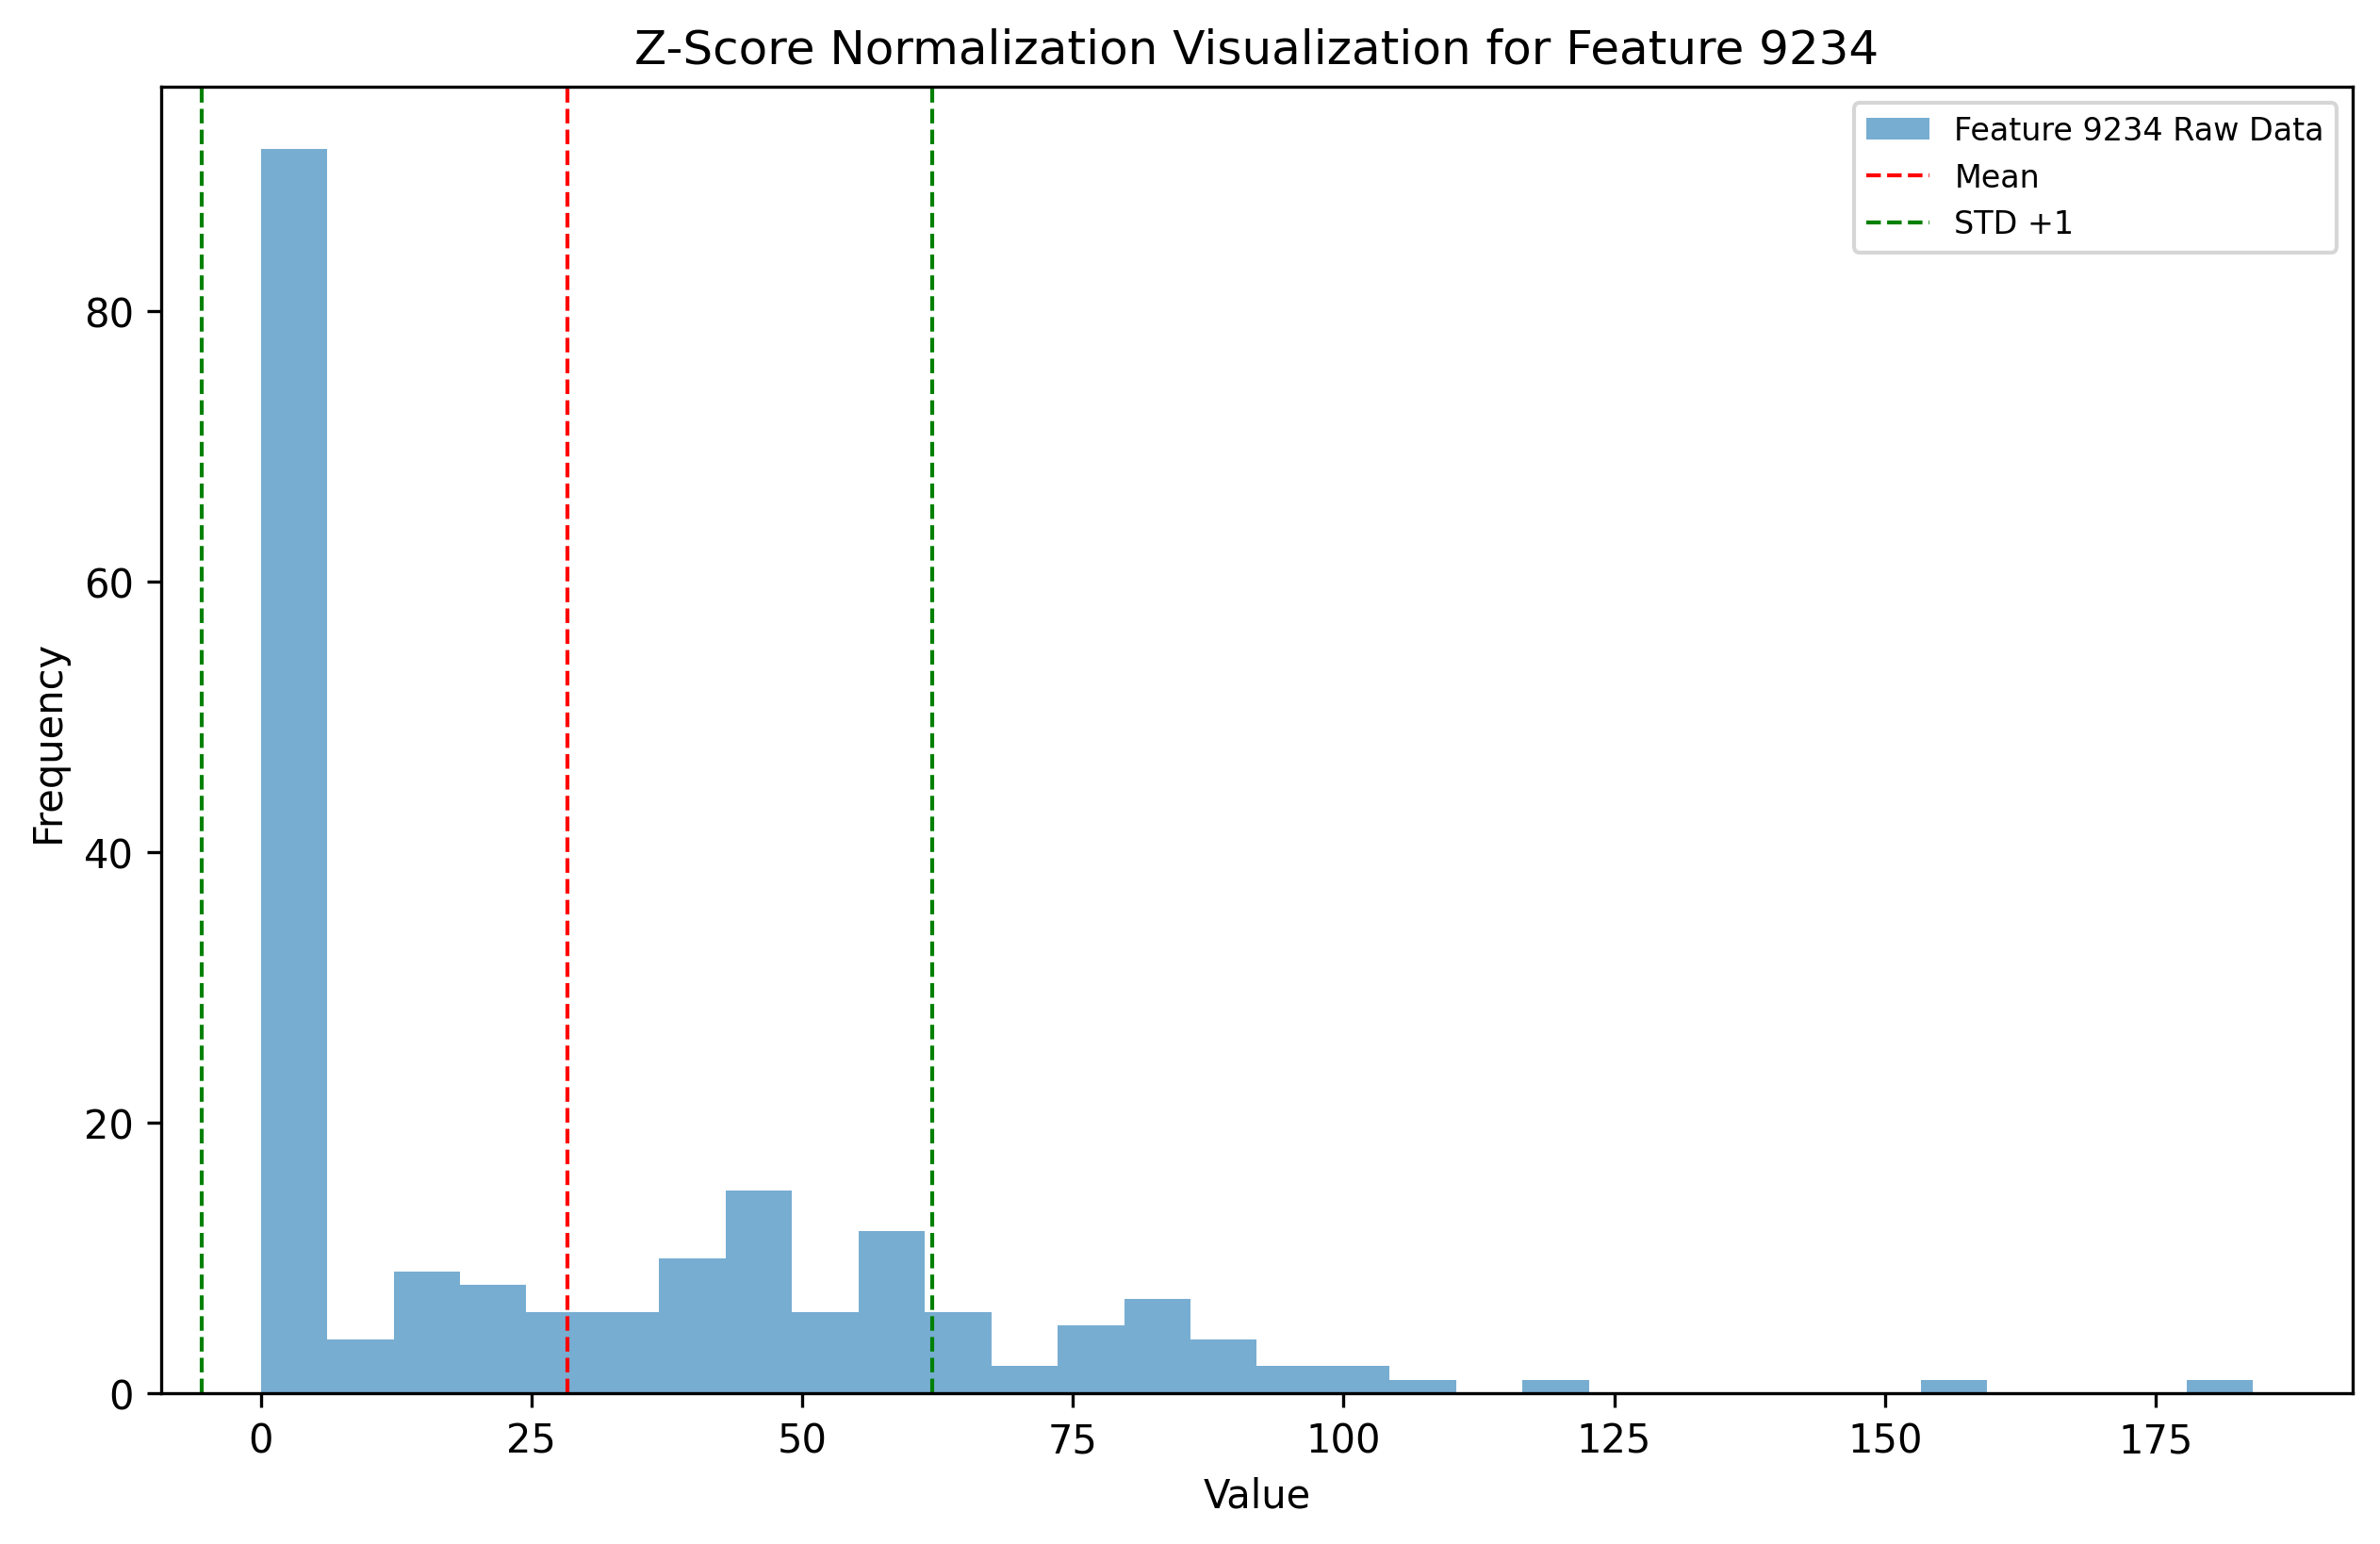 Z-Score Normalization Visualization for Feature 9234
Feature 9234 Raw Data
Mean
STD +1
80
60
40
20
0
Frequency
0 25 50 75 100 125 150 175
Value